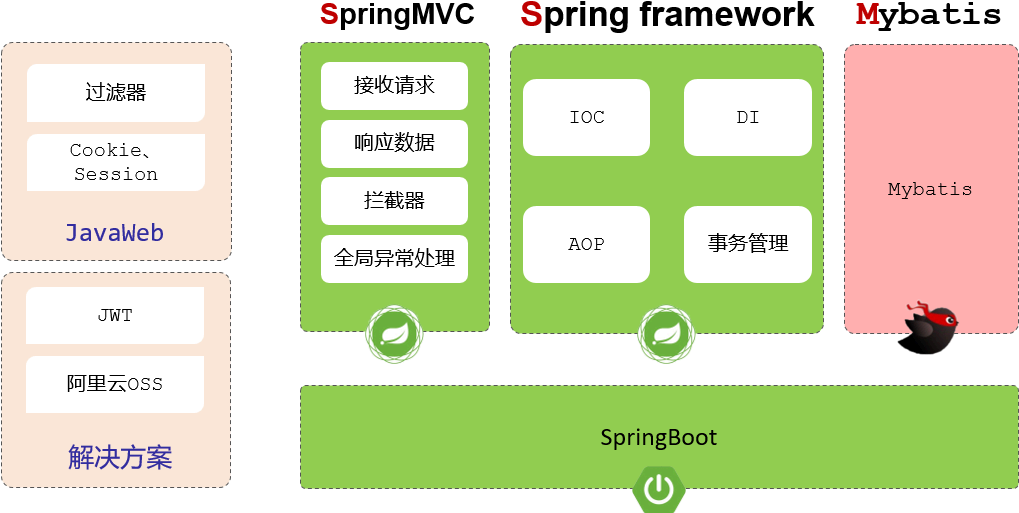 SpringMVC
Spring framework
Mybatis
过滤器
Cookie、
Session
JavaWeb
JWT
阿里云OSS
解决方案
接收请求
响应数据
拦截器
全局异常处理
IOC
DI
AOP
事务管理
Mybatis
SpringBoot